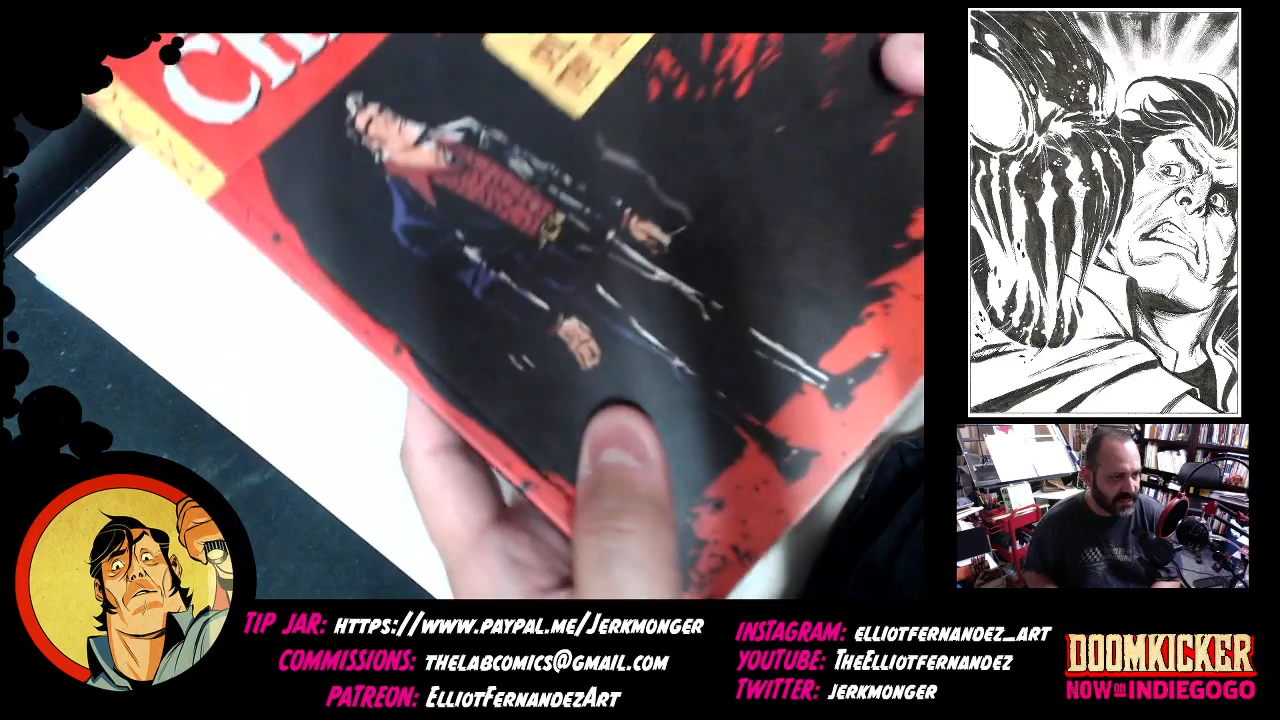 TIP JAR: HTTPS://WWW.PAYPAL.ME/JERKMONGER
COMMISSIONS: THELABCOMICS@GMAIL.COM
PATREON: ELLIOTFERNANDEZART
INSTAGRAM: ELLIOTFERNANDEZ_ART
YOUTUBE: THEELLIOTFERNANDEZ
TWITTER: JERKMONGER
DOOMKICKER
NOW ON INDIEGOGO